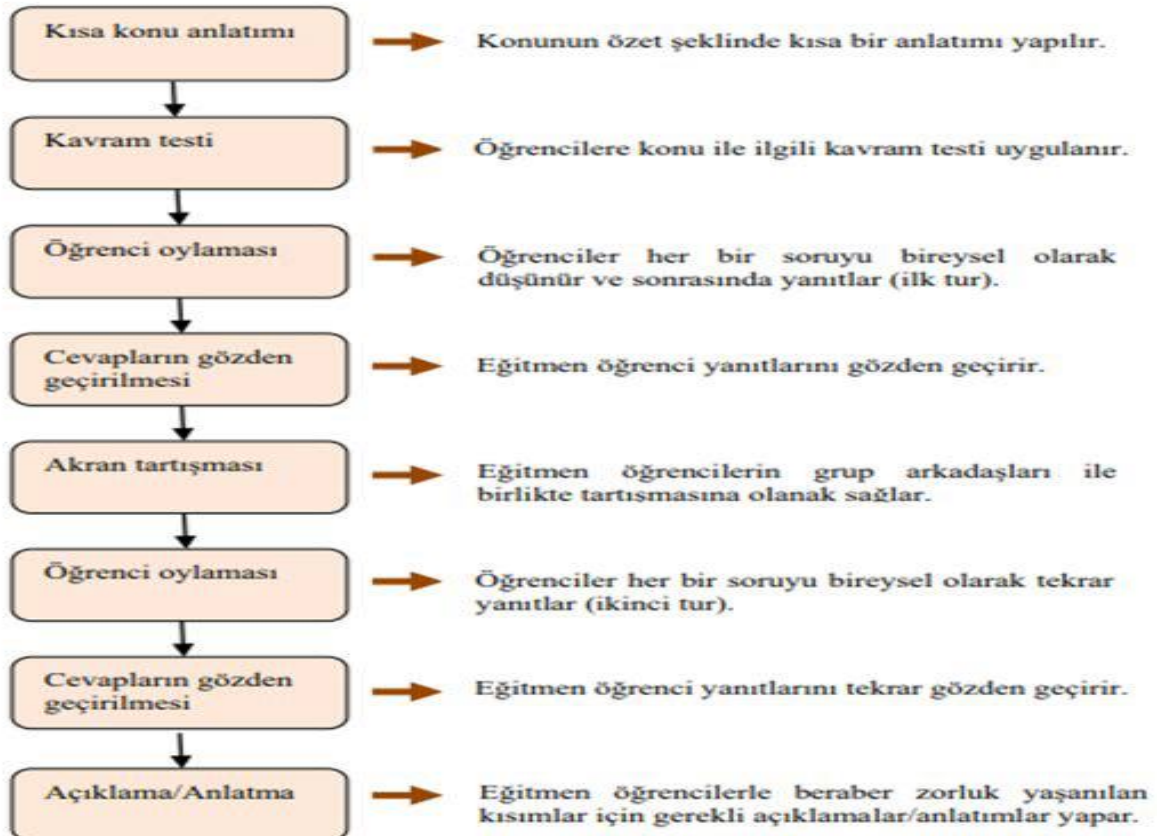 Kısa konu anlatımı
Konunun özet şeklinde kısa bir anlatımı yapılır.
Kavram testi
Öğrencilere konu ile ilgili kavram testi uygulanır.
Öğrenci oylaması
Öğrenciler her bir soruyu bireysel olarak
düşünür ve sonrasında yanıtlar (ilk tur).
Cevapların gözden
geçirilmesi
Eğitmen öğrenci yanıtlarını gözden geçirir.
Akran tartışması
Eğitmen öğrencilerin grup arkadaşları ile
birlikte tartışmasına olanak sağlar.
Öğrenci oylaması
Öğrenciler her bir soruyu bireysel olarak tekrar
yanıtlar (ikinci tur).
Cevapların gözden
geçirilmesi
Eğitmen öğrenci yanıtlarını tekrar gözden geçirir.
Açıklama/Anlatma
Eğitmen öğrencilerle beraber zorluk yaşanılan
kısımlar için gerekli açıklamalar/anlatımlar yapar.